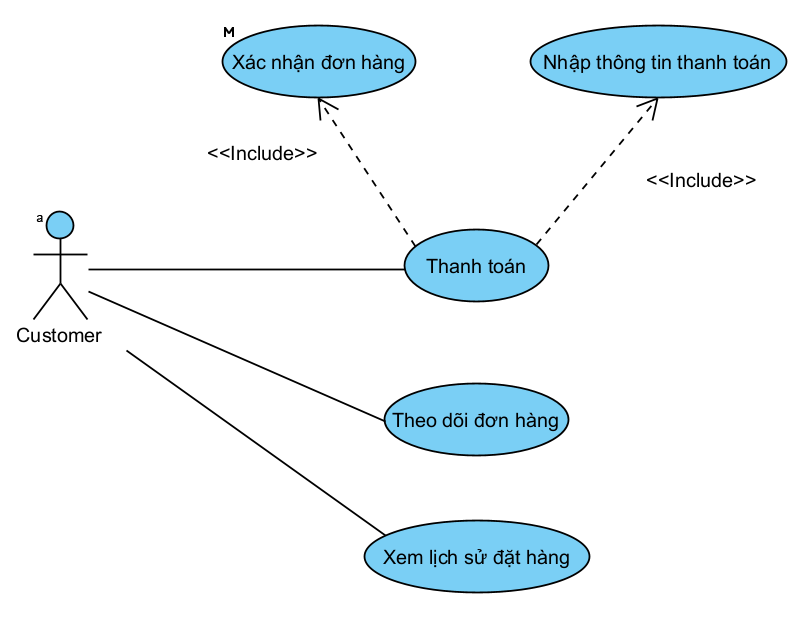 M
Xác nhận đơn hàng
Nhập thông tin thanh toán
<<Include>>
<<Include>>
a
Thanh toán
Customer
Theo dõi đơn hàng
Xem lịch sử đặt hàng